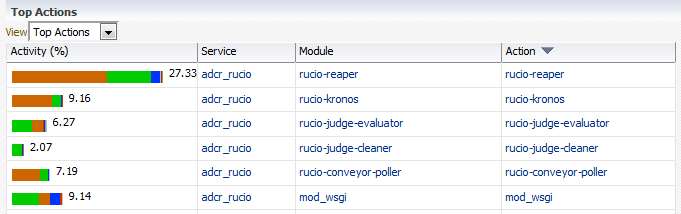 Top Actions
View Top Actions
Activity (%) Service Module Action
27.33 adcr_rucio rucio-reaper rucio-reaper
9.16 adcr_rucio rucio-kronos rucio-kronos
6.27 adcr_rucio rucio-judge-evaluator rucio-judge-evaluator
2.07 adcr_rucio rucio-judge-cleaner rucio-judge-cleaner
7.19 adcr_rucio rucio-conveyor-poller rucio-conveyor-poller
9.14 adcr_rucio mod_wsgi mod_wsgi